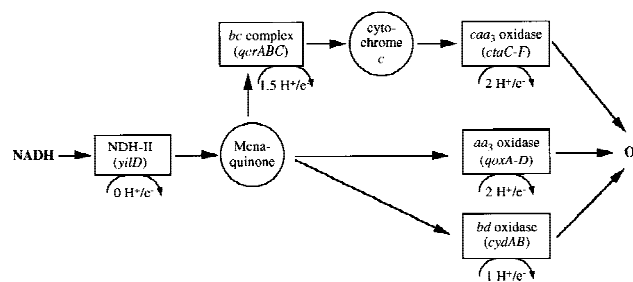 bc complex
(qcrABC)
1.5 H⁺/e⁻
cyto-
chrome
c
caa₃ oxidase
(ctaC-F)
2 H⁺/e⁻
NADH
NDH-II
(yilD)
0 H⁺/e⁻
Mena-
quinone
aa₃ oxidase
(qoxA-D)
2 H⁺/e⁻
O
bd oxidase
(cydAB)
1 H⁺/e⁻